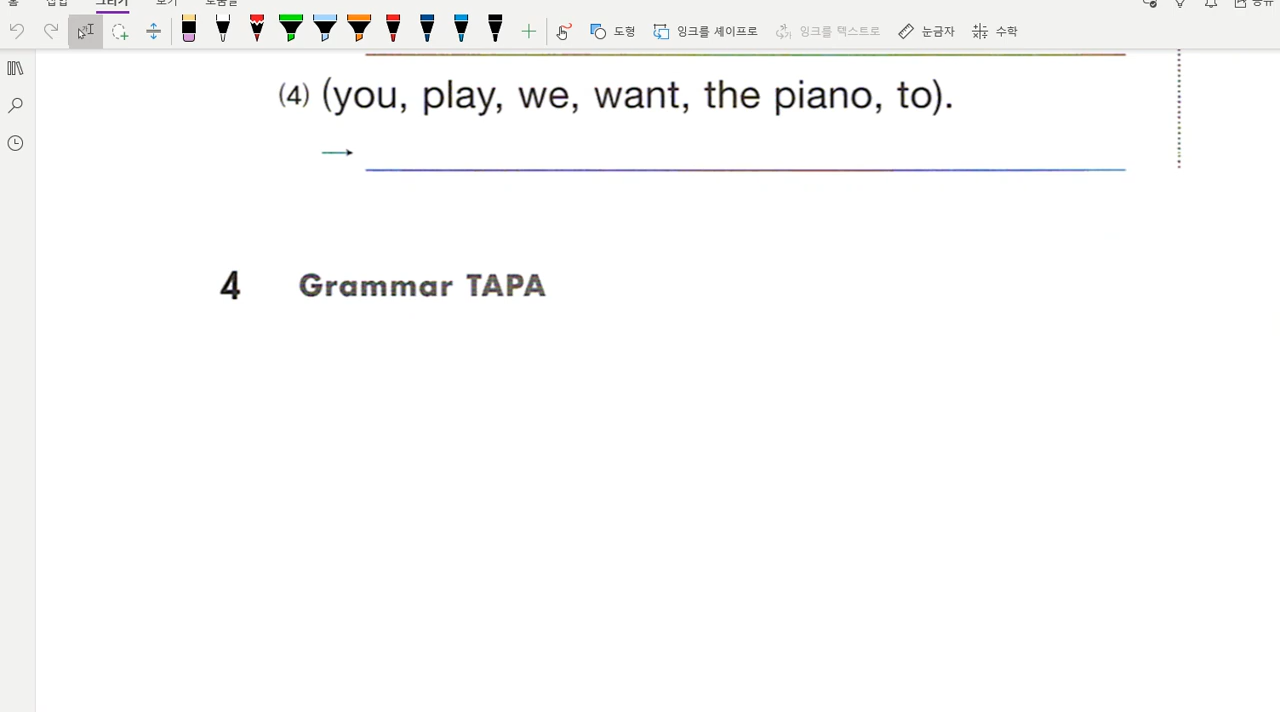 도형
잉크를 셰이프로
잉크를 텍스트로
눈금자
수학
(4) (you, play, we, want, the piano, to).
→
4 Grammar TAPA